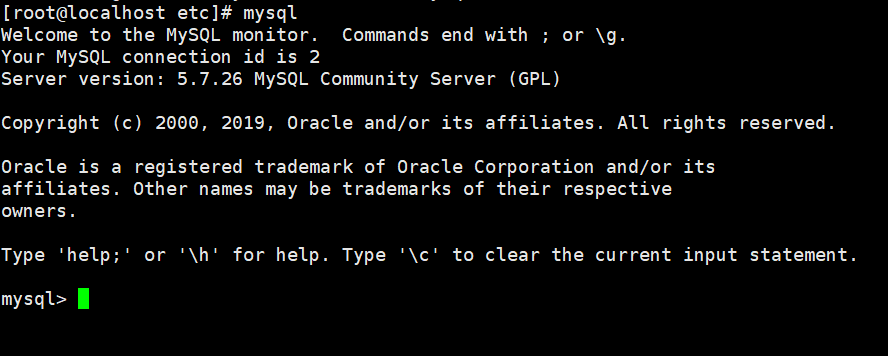 [root@localhost etc]# mysql
Welcome to the MySQL monitor.  Commands end with ; or \g.
Your MySQL connection id is 2
Server version: 5.7.26 MySQL Community Server (GPL)
Copyright (c) 2000, 2019, Oracle and/or its affiliates. All rights reserved.
Oracle is a registered trademark of Oracle Corporation and/or its
affiliates. Other names may be trademarks of their respective
owners.
Type 'help;' or '\h' for help. Type '\c' to clear the current input statement.
mysql>